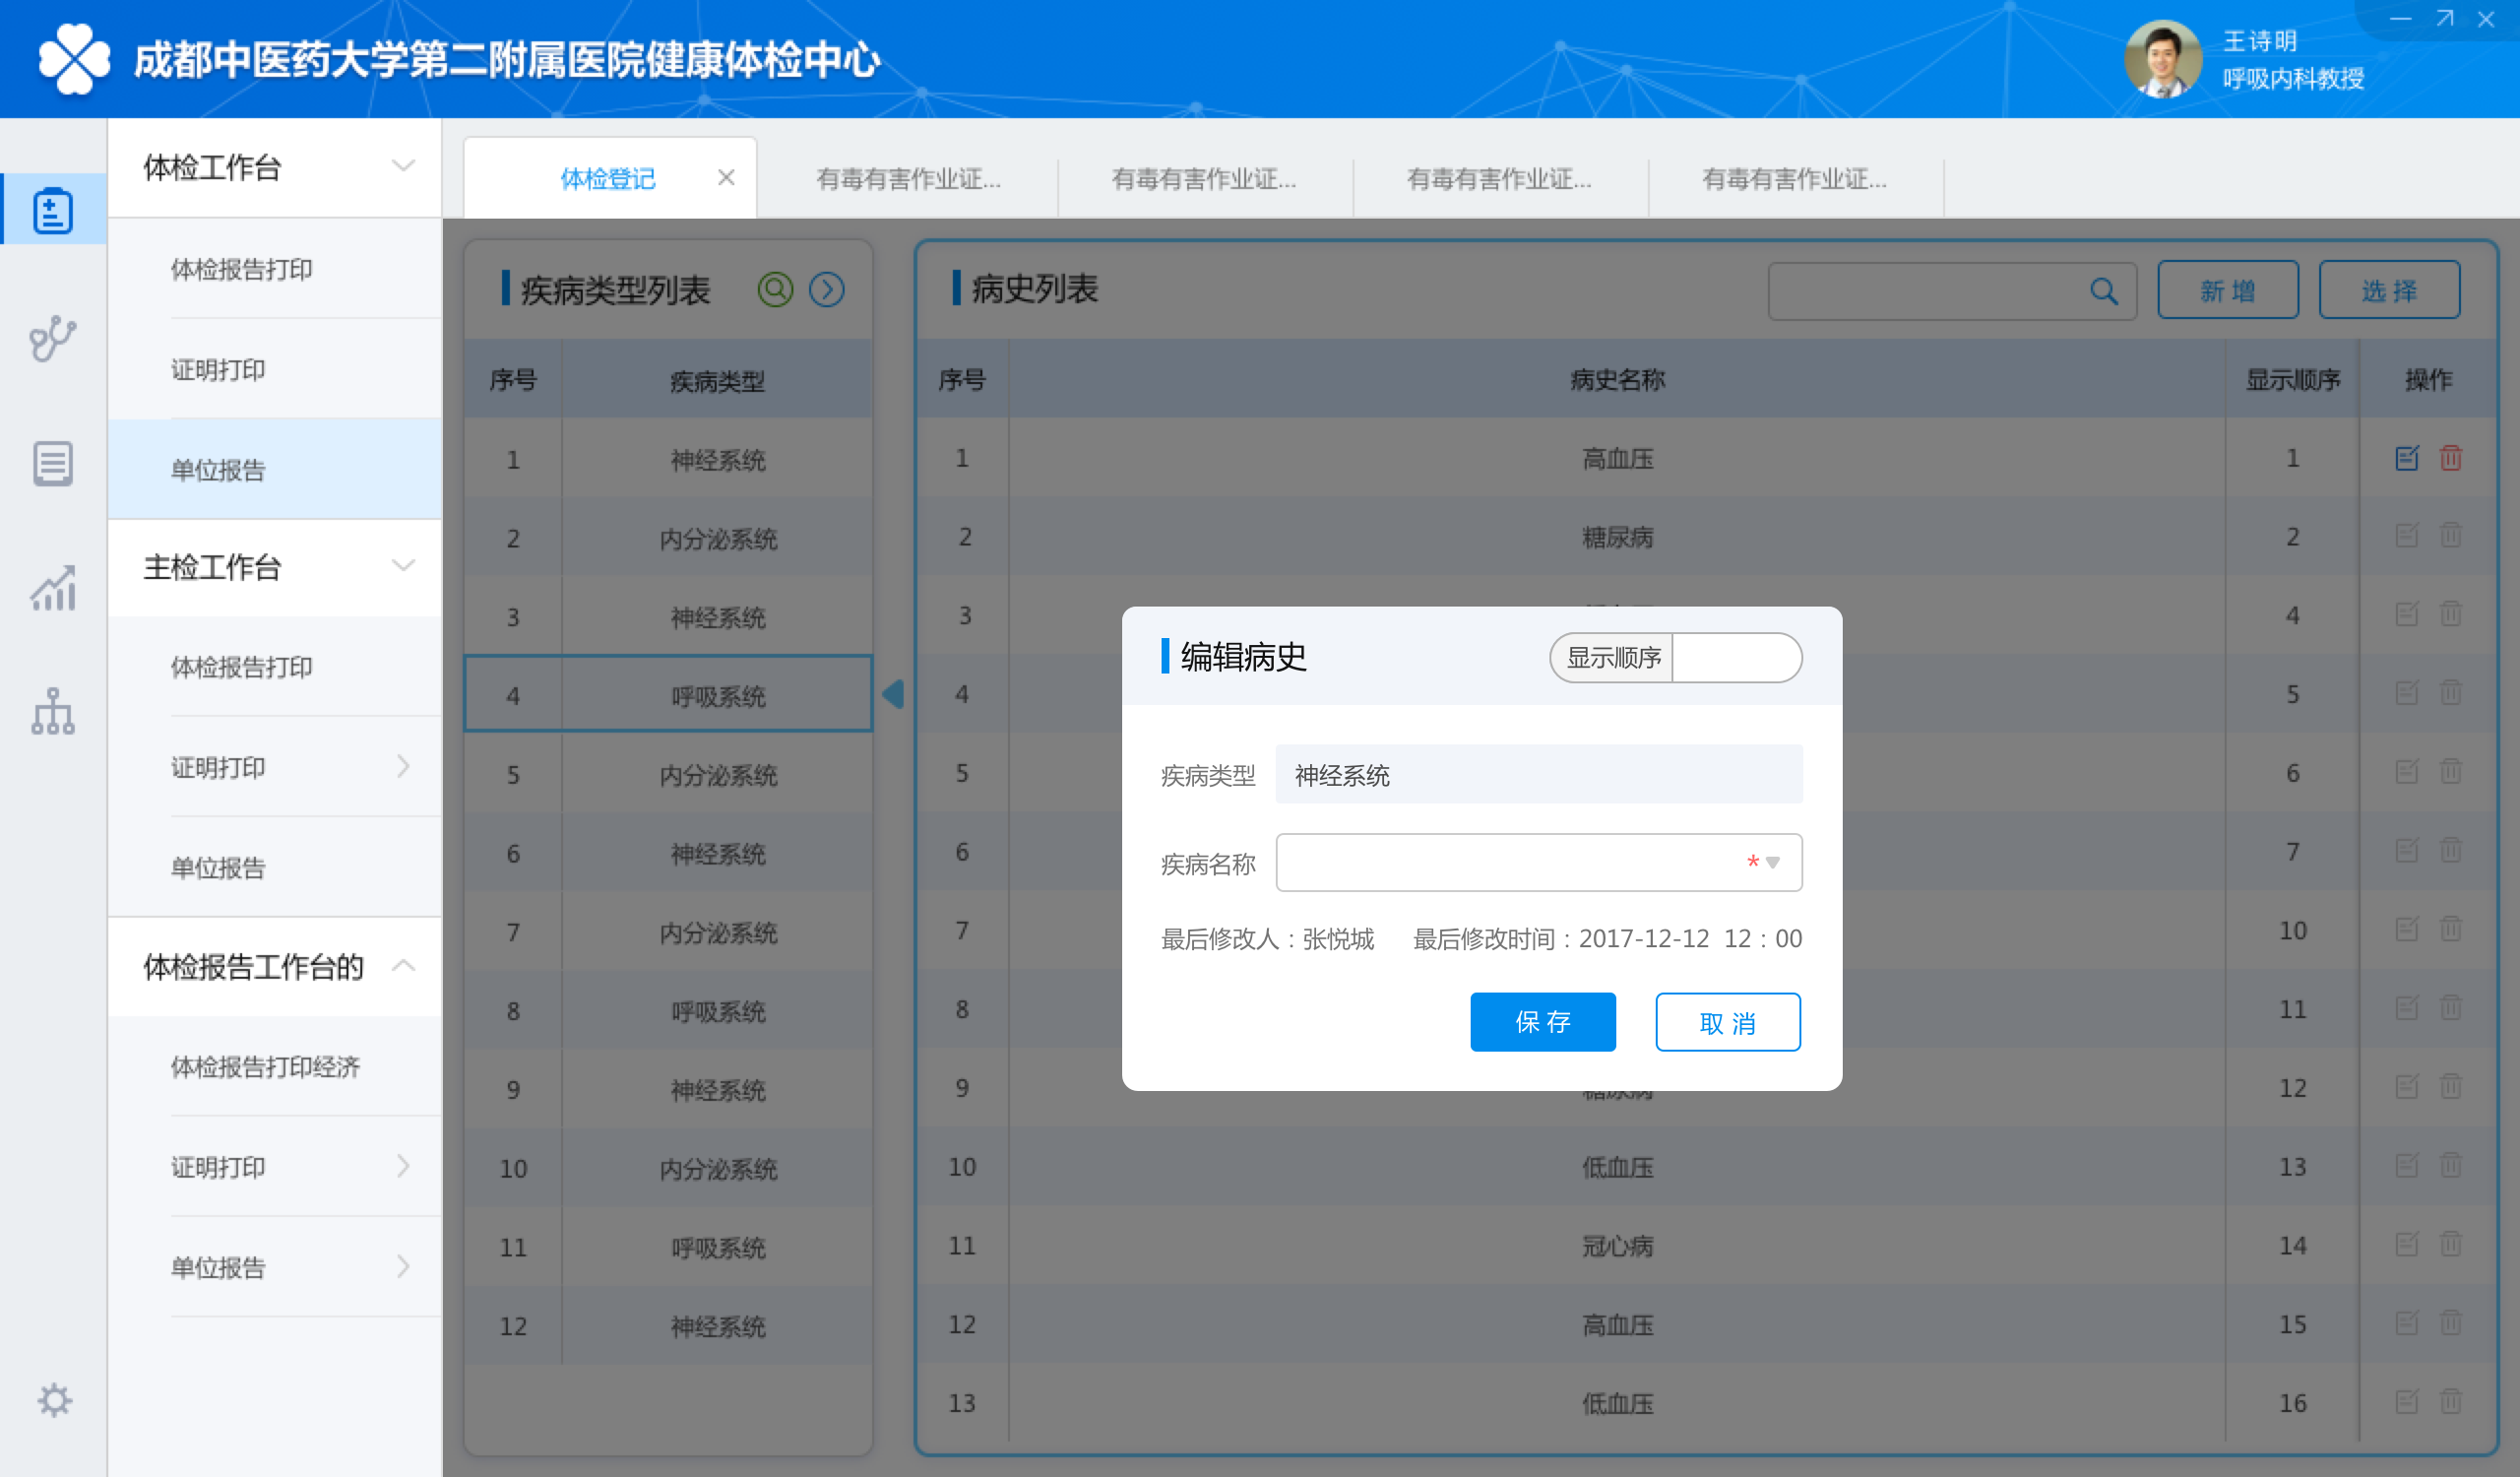 成都中医药大学第二附属医院健康体检中心
王诗明
呼吸内科教授
体检工作台
体检报告打印
证明打印
单位报告
主检工作台
体检报告打印
证明打印
单位报告
体检报告工作台的
体检报告打印经济
证明打印
单位报告
体检登记
有毒有害作业证...
有毒有害作业证...
有毒有害作业证...
有毒有害作业证...
疾病类型列表
序号 疾病类型
1 神经系统
2 内分泌系统
3 神经系统
4 呼吸系统
5 内分泌系统
6 神经系统
7 内分泌系统
8 呼吸系统
9 神经系统
10 内分泌系统
11 呼吸系统
12 神经系统
病史列表
新 增
选 择
序号 病史名称 显示顺序 操作
1 高血压 1
2 糖尿病 2
3 4
4 5
5 6
6 7
7 10
8 11
9 糖尿病 12
10 低血压 13
11 冠心病 14
12 高血压 15
13 低血压 16
编辑病史
显示顺序
疾病类型 神经系统
疾病名称 *
最后修改人：张悦城 最后修改时间：2017-12-12 12：00
保 存
取 消